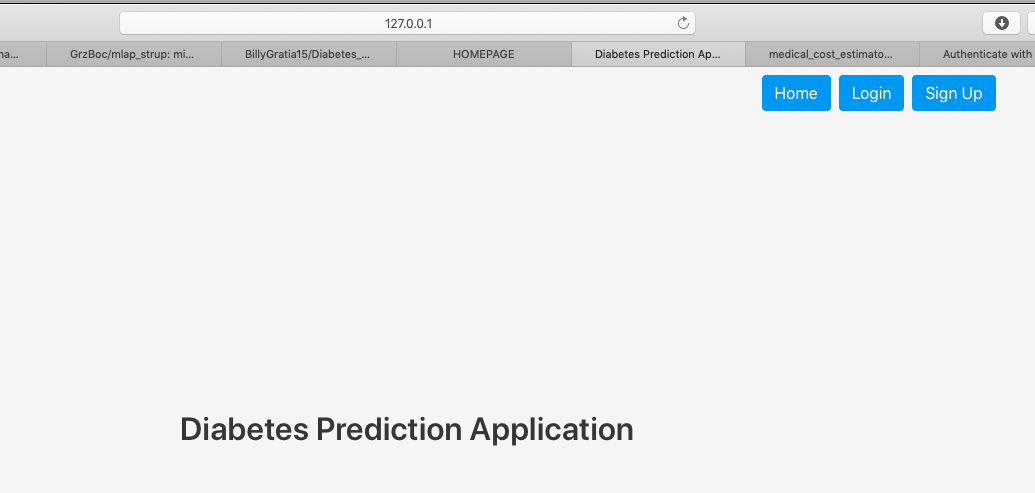 127.0.0.1
na...
GrzBoc/mlap_strup: mi...
BillyGratia15/Diabetes_...
HOMEPAGE
Diabetes Prediction Ap...
medical_cost_estimato...
Authenticate with
Home
Login
Sign Up
Diabetes Prediction Application